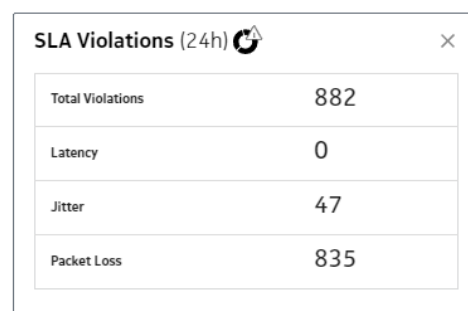 SLA Violations (24h)
Total Violations 882
Latency 0
Jitter 47
Packet Loss 835